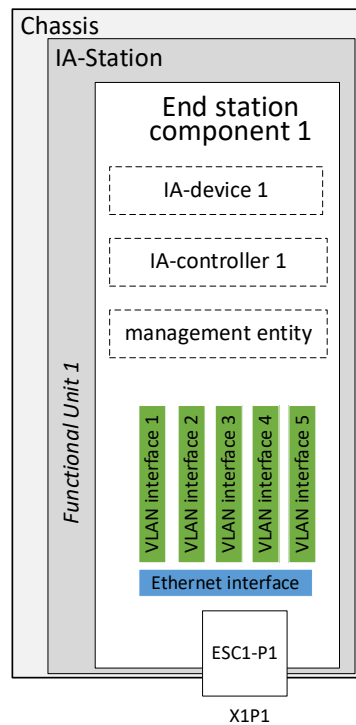 Chassis
IA-Station
End station
component 1
IA-device 1
IA-controller 1
management entity
Functional Unit 1
VLAN interface 1
VLAN interface 2
VLAN interface 3
VLAN interface 4
VLAN interface 5
Ethernet interface
ESC1-P1
X1P1